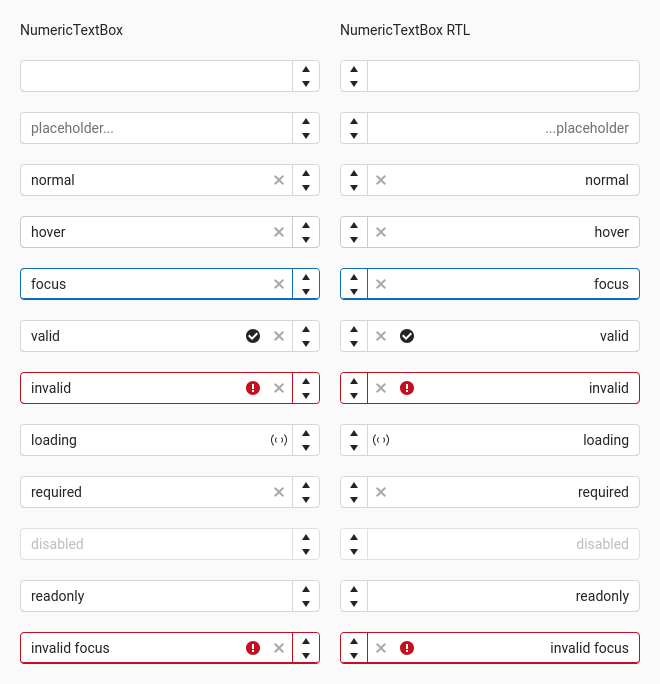 NumericTextBox
NumericTextBox RTL
placeholder...
...placeholder
normal
normal
hover
hover
focus
focus
valid
valid
invalid
invalid
loading
loading
required
required
disabled
disabled
readonly
readonly
invalid focus
invalid focus